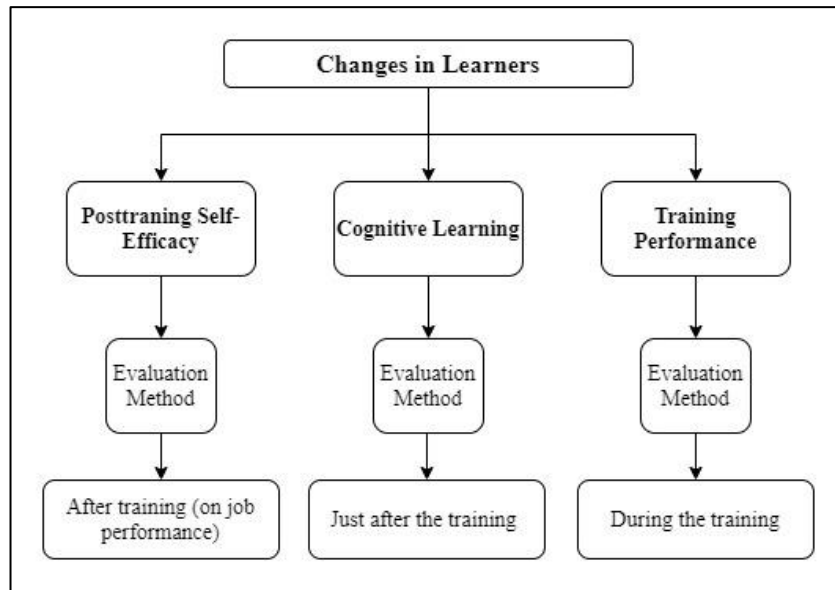 Changes in Learners
Posttraning Self-
Efficacy
Cognitive Learning
Training
Performance
Evaluation
Method
Evaluation
Method
Evaluation
Method
After training (on job
performance)
Just after the training
During the training